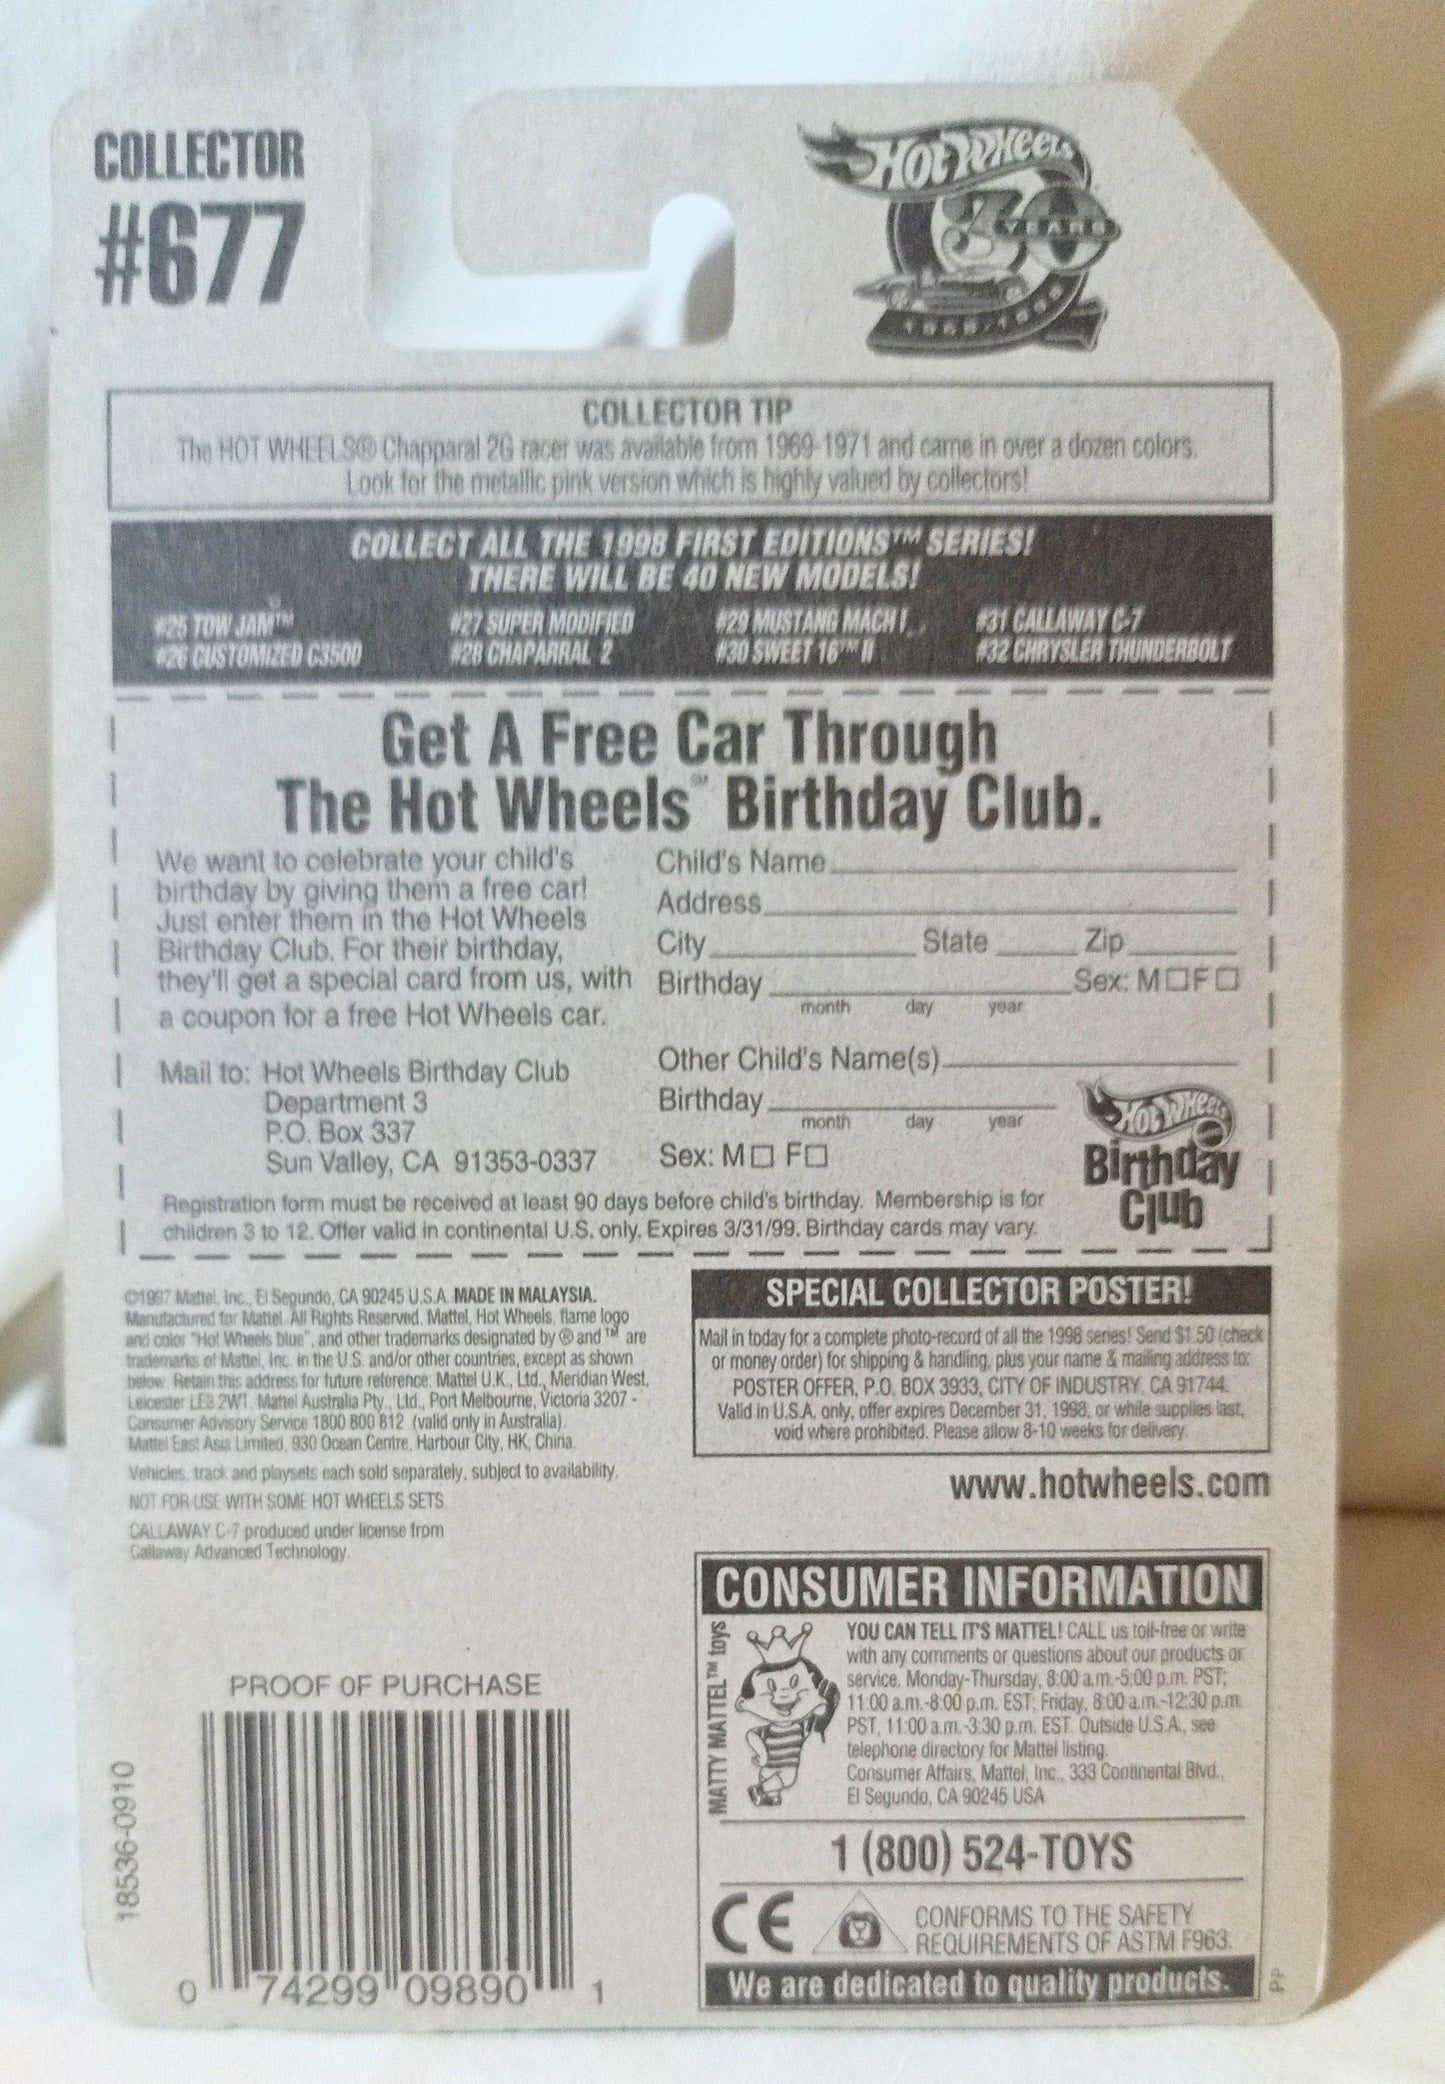 COLLECTOR
#677
HOT WHEELS
30 YEARS
1968-1998
COLLECTOR TIP
The HOT WHEELS® Chapparal 2G racer was available from 1969-1971 and came in over a dozen colors.
Look for the metallic pink version which is highly valued by collectors!
COLLECT ALL THE 1998 FIRST EDITIONS™ SERIES!
THERE WILL BE 40 NEW MODELS!
#25 TOW JAM™ #27 SUPER MODIFIED #29 MUSTANG MACH I #31 CALLAWAY C-7
#26 CUSTOMIZED C3500 #28 CHAPARRAL 2 #30 SWEET 16™ II #32 CHRYSLER THUNDERBOLT
Get A Free Car Through
The Hot Wheels℠ Birthday Club.
We want to celebrate your child's
birthday by giving them a free car!
Just enter them in the Hot Wheels
Birthday Club. For their birthday,
they'll get a special card from us, with
a coupon for a free Hot Wheels car.
Mail to: Hot Wheels Birthday Club
Department 3
P.O. Box 337
Sun Valley, CA 91353-0337
Child's Name
Address
City State Zip
Birthday Sex: M□F□
month day year
Other Child's Name(s)
Birthday
month day year
Sex: M□ F□
HOT WHEELS
Birthday
Club
Registration form must be received at least 90 days before child's birthday. Membership is for
children 3 to 12. Offer valid in continental U.S. only. Expires 3/31/99. Birthday cards may vary.
©1997 Mattel, Inc., El Segundo, CA 90245 U.S.A. MADE IN MALAYSIA.
Manufactured for Mattel. All Rights Reserved. Mattel, Hot Wheels, flame logo
and color "Hot Wheels blue", and other trademarks designated by ® and ™ are
trademarks of Mattel, Inc. in the U.S. and/or other countries, except as shown
below. Retain this address for future reference: Mattel U.K., Ltd., Meridian West,
Leicester LE3 2WT. Mattel Australia Pty., Ltd., Port Melbourne, Victoria 3207 -
Consumer Advisory Service 1800 800 812 (valid only in Australia).
Mattel East Asia Limited, 930 Ocean Centre, Harbour City, HK, China.
Vehicles, track and playsets each sold separately, subject to availability.
NOT FOR USE WITH SOME HOT WHEELS SETS.
CALLAWAY C-7 produced under license from
Callaway Advanced Technology.
SPECIAL COLLECTOR POSTER!
Mail in today for a complete photo-record of all the 1998 series! Send $1.50 (check
or money order) for shipping & handling, plus your name & mailing address to:
POSTER OFFER, P.O. BOX 3933, CITY OF INDUSTRY, CA 91744.
Valid in U.S.A. only, offer expires December 31, 1998, or while supplies last,
void where prohibited. Please allow 8-10 weeks for delivery.
www.hotwheels.com
CONSUMER INFORMATION
MATTY MATTEL™ toys
YOU CAN TELL IT'S MATTEL! CALL us toll-free or write
with any comments or questions about our products or
service. Monday-Thursday, 8:00 a.m.-5:00 p.m. PST;
11:00 a.m.-8:00 p.m. EST; Friday, 8:00 a.m.-12:30 p.m.
PST, 11:00 a.m.-3:30 p.m. EST. Outside U.S.A., see
telephone directory for Mattel listing.
Consumer Affairs, Mattel, Inc., 333 Continental Blvd.,
El Segundo, CA 90245 USA
1 (800) 524-TOYS
CE
CONFORMS TO THE SAFETY
REQUIREMENTS OF ASTM F963.
We are dedicated to quality products.
PP
PROOF OF PURCHASE
18536-0910
0 74299 09890 1